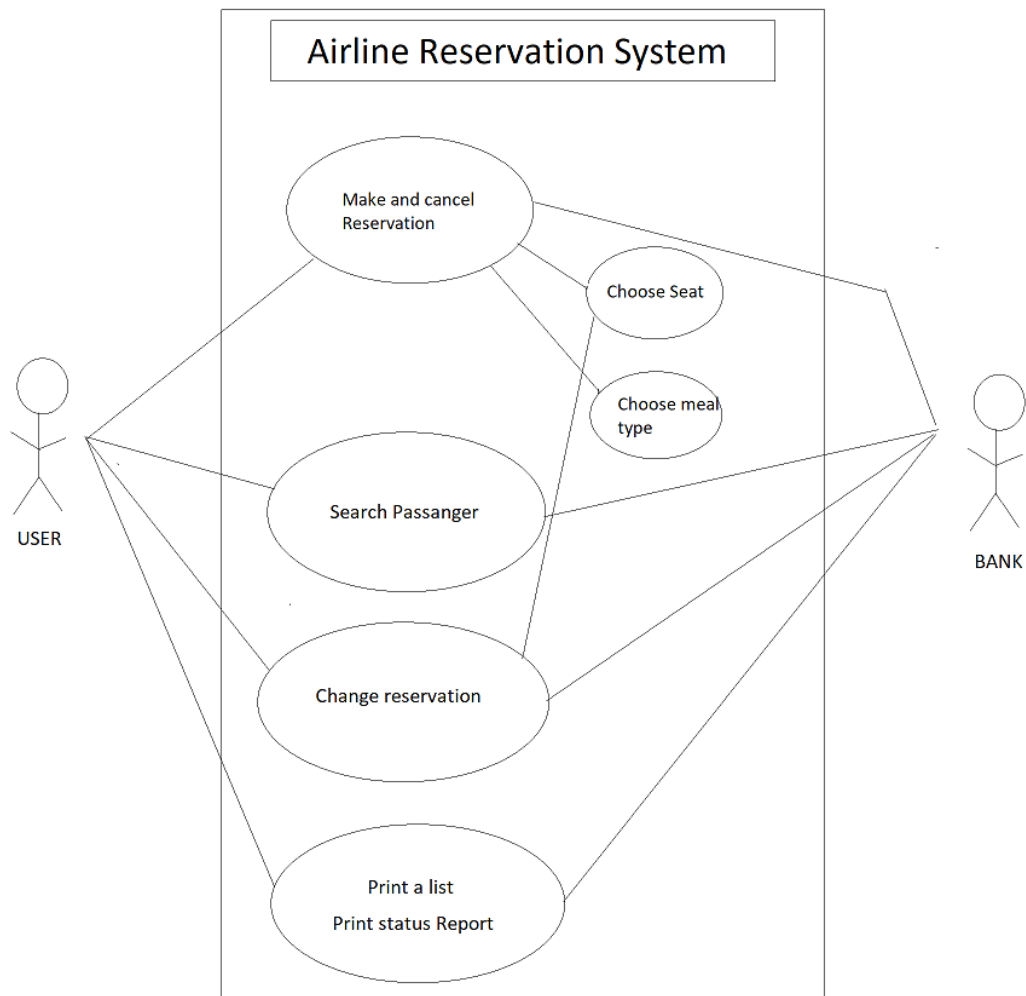 Airline Reservation System
Make and cancel
Reservation
Choose Seat
Choose meal
type
Search Passanger
USER
BANK
Change reservation
Print a list
Print status Report